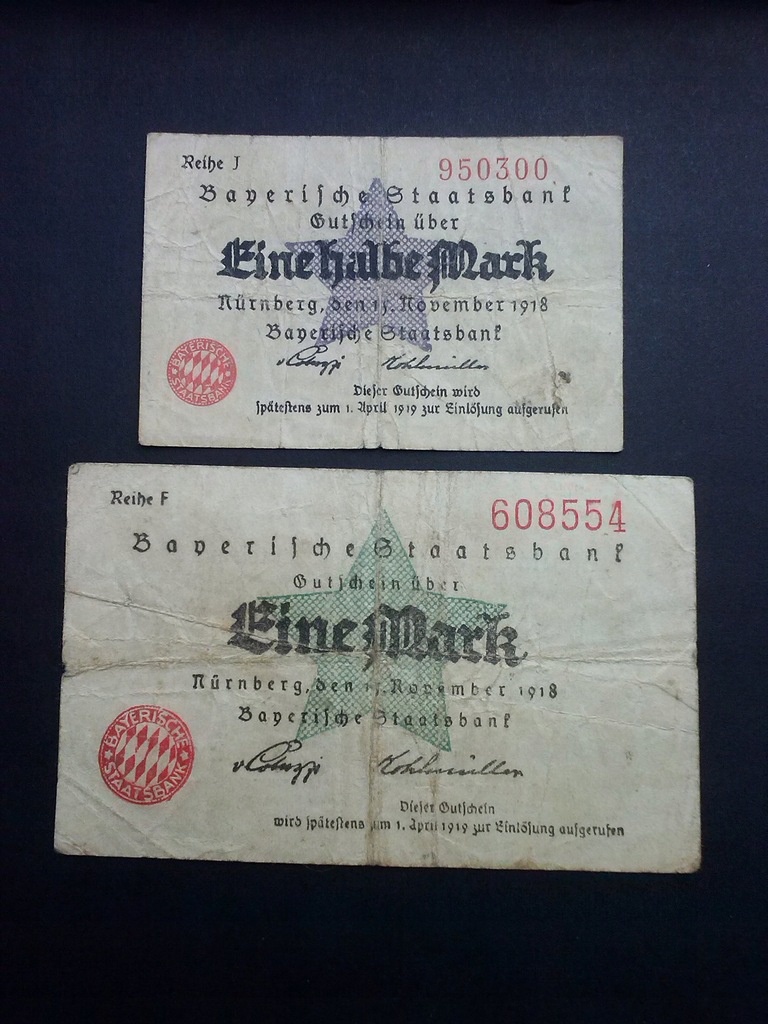 Reihe J
950300
Bayerische Staatsbank
Gutschein über
Eine halbe Mark
Nürnberg, den 15. November 1918
Bayerische Staatsbank
Kohlmüller
BAYERISCHE STAATSBANK
Dieser Gutschein wird
spätestens zum 1. April 1919 zur Einlösung aufgerufen
Reihe F
608554
Bayerische Staatsbank
Gutschein über
Eine Mark
Nürnberg, den 15. November 1918
Bayerische Staatsbank
Kohlmüller
BAYERISCHE STAATSBANK
Dieser Gutschein
wird spätestens zum 1. April 1919 zur Einlösung aufgerufen